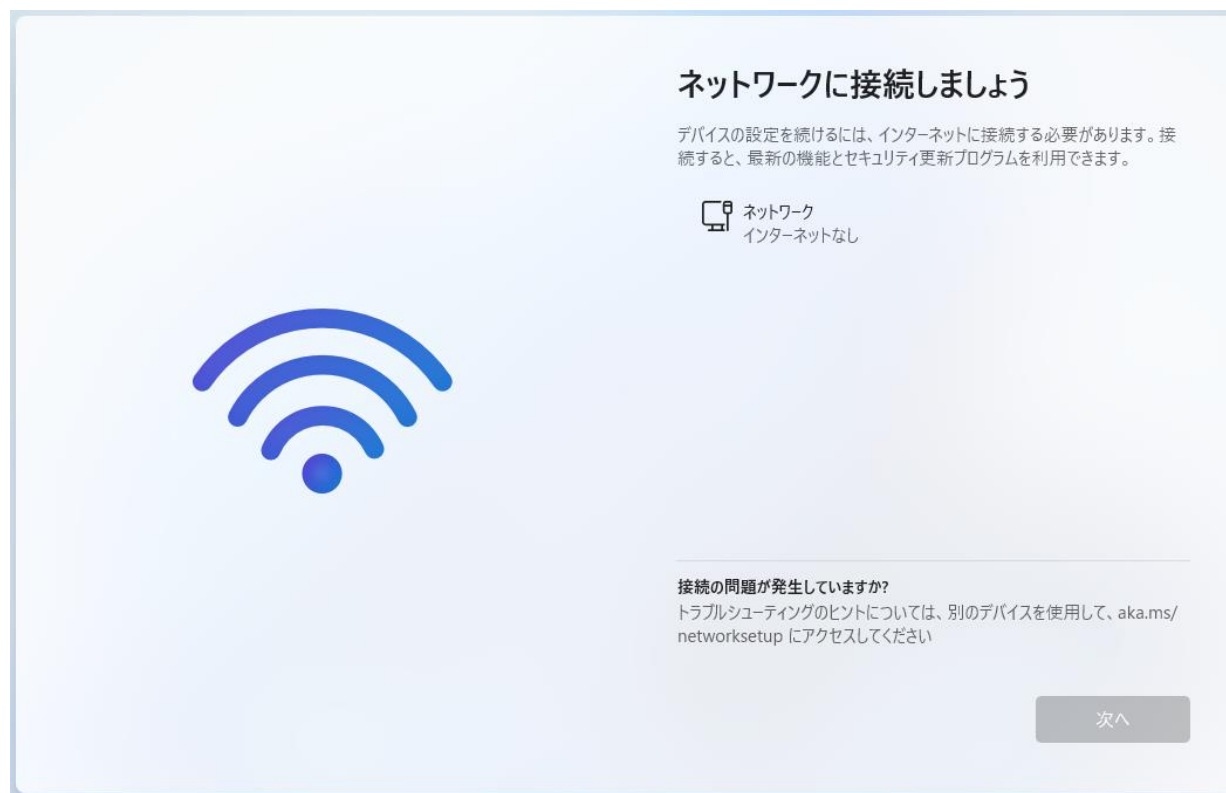 ネットワークに接続しましょう
デバイスの設定を続けるには、インターネットに接続する必要があります。接
続すると、最新の機能とセキュリティ更新プログラムを利用できます。
ネットワーク
インターネットなし
接続の問題が発生していますか?
トラブルシューティングのヒントについては、別のデバイスを使用して、aka.ms/
networksetup にアクセスしてください
次へ